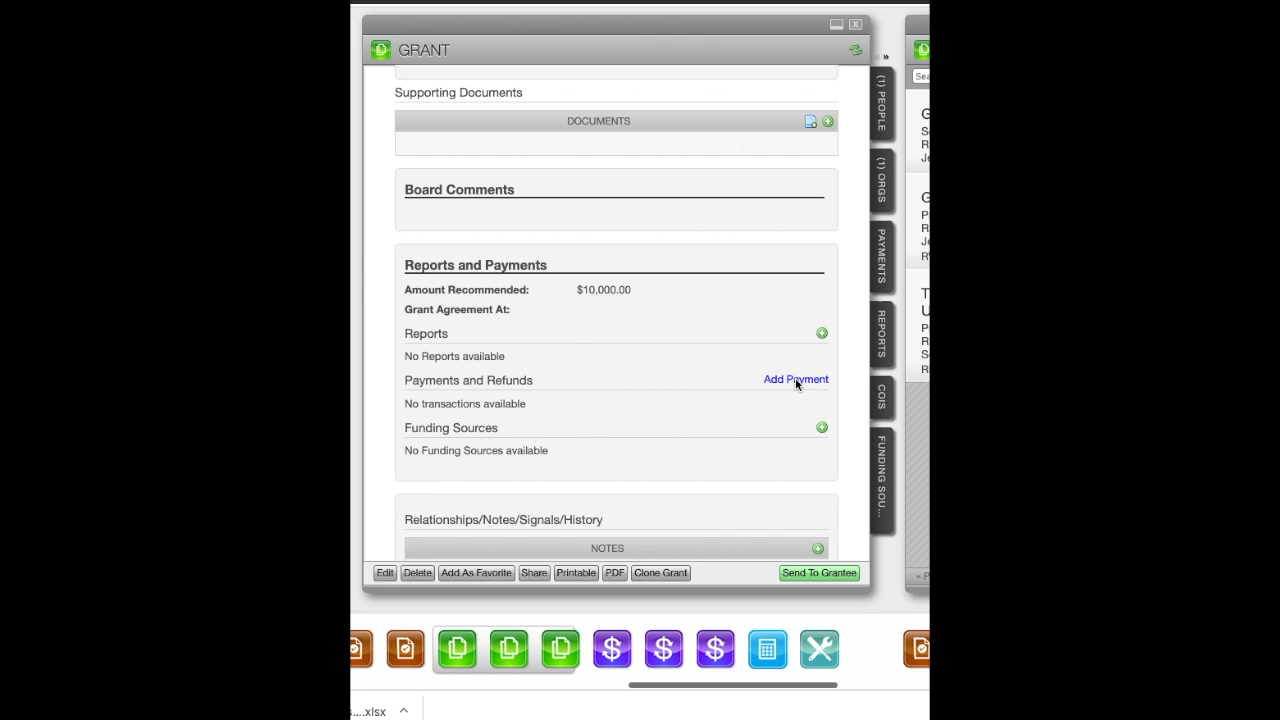 GRANT
»
Supporting Documents
DOCUMENTS
Board Comments
Reports and Payments
Amount Recommended: $10,000.00
Grant Agreement At:
Reports
No Reports available
Payments and Refunds Add Payment
No transactions available
Funding Sources
No Funding Sources available
Relationships/Notes/Signals/History
NOTES
Edit Delete Add As Favorite Share Printable PDF Clone Grant Send To Grantee
(1) PEOPLE
(1) ORGS
PAYMENTS
REPORTS
COIS
FUNDING SOU...
Sea
G
S
R
Je
G
P
R
Je
R
T
U
P
R
S
R
« P
s....xlsx